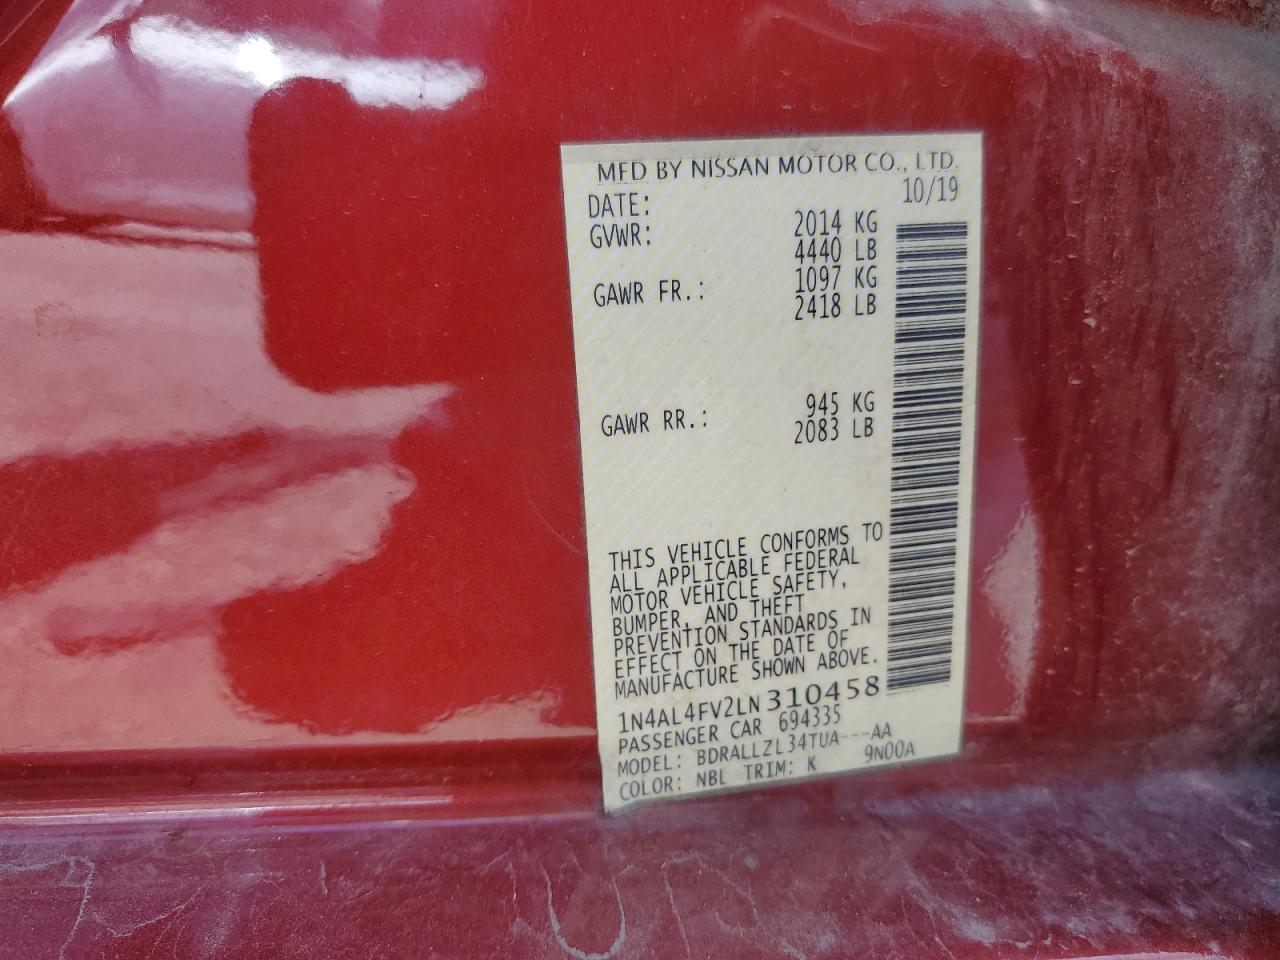 MFD BY NISSAN MOTOR CO., LTD.
DATE: 10/19
GVWR: 2014 KG
4440 LB
GAWR FR.: 1097 KG
2418 LB
GAWR RR.: 945 KG
2083 LB
THIS VEHICLE CONFORMS TO
ALL APPLICABLE FEDERAL
MOTOR VEHICLE SAFETY,
BUMPER, AND THEFT
PREVENTION STANDARDS IN
EFFECT ON THE DATE OF
MANUFACTURE SHOWN ABOVE.
1N4AL4FV2LN310458
PASSENGER CAR 694335
MODEL: BDRALLZL34TUA---AA
COLOR: NBL TRIM: K 9N00A